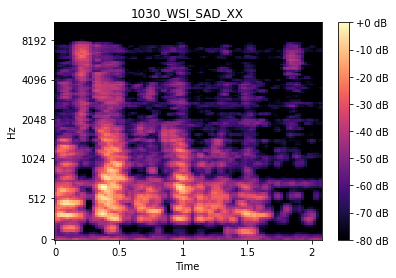 1030_WSI_SAD_XX
8192
4096
2048
1024
512
0
Hz
0
0.5
1
1.5
2
Time
+0 dB
-10 dB
-20 dB
-30 dB
-40 dB
-50 dB
-60 dB
-70 dB
-80 dB